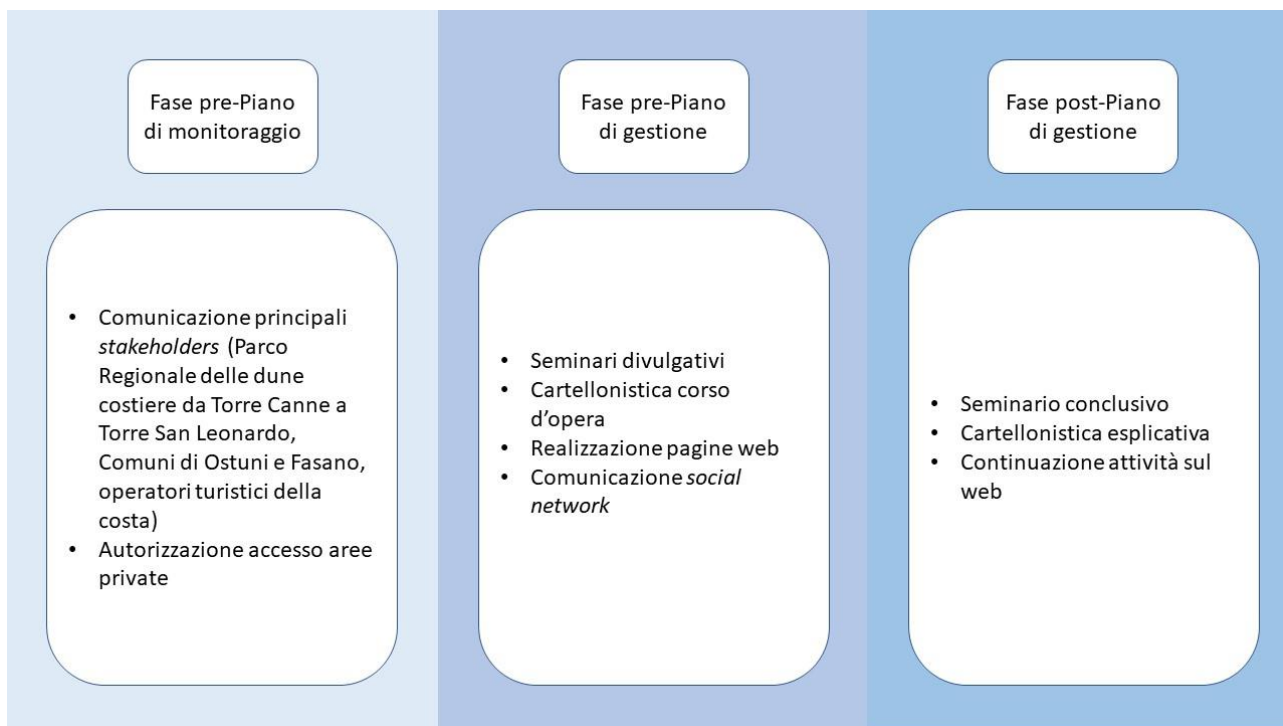 Fase pre-Piano
di monitoraggio
• Comunicazione principali
stakeholders (Parco
Regionale delle dune
costiere da Torre Canne a
Torre San Leonardo,
Comuni di Ostuni e Fasano,
operatori turistici della
costa)
• Autorizzazione accesso aree
private
Fase pre-Piano
di gestione
• Seminari divulgativi
• Cartellonistica corso
d'opera
• Realizzazione pagine web
• Comunicazione social
network
Fase post-Piano
di gestione
• Seminario conclusivo
• Cartellonistica esplicativa
• Continuazione attività sul
web